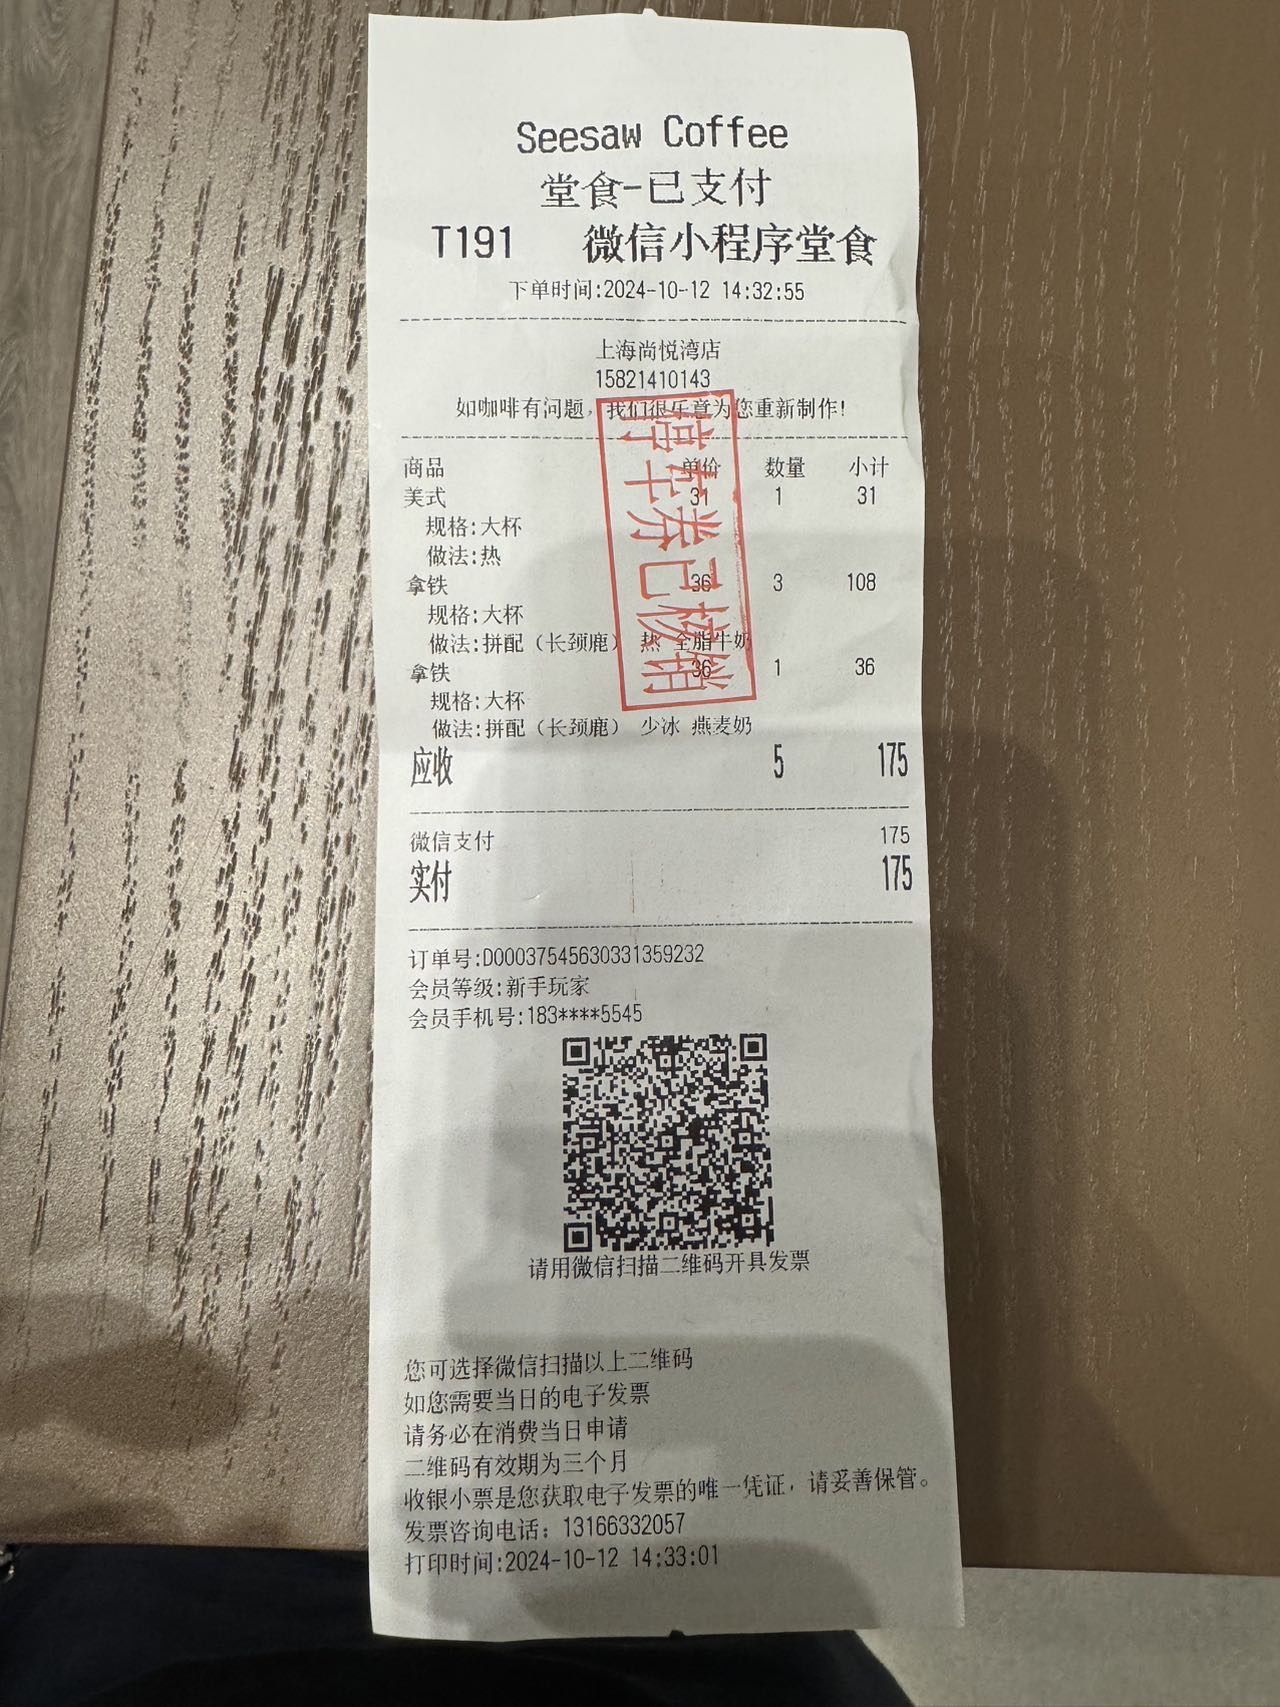 Seesaw Coffee
堂食-已支付
T191 微信小程序堂食
下单时间:2024-10-12 14:32:55
上海尚悦湾店
15821410143
如咖啡有问题，我们很乐意为您重新制作!
商品 单价 数量 小计
美式 31 1 31
规格:大杯
做法:热
拿铁 36 3 108
规格:大杯
做法:拼配（长颈鹿） 热 全脂牛奶
拿铁 36 1 36
规格:大杯
做法:拼配（长颈鹿） 少冰 燕麦奶
应收 5 175
停车券已核销
微信支付 175
实付 175
订单号:D00037545630331359232
会员等级:新手玩家
会员手机号:183****5545
请用微信扫描二维码开具发票
您可选择微信扫描以上二维码
如您需要当日的电子发票
请务必在消费当日申请
二维码有效期为三个月
收银小票是您获取电子发票的唯一凭证，请妥善保管。
发票咨询电话：13166332057
打印时间:2024-10-12 14:33:01